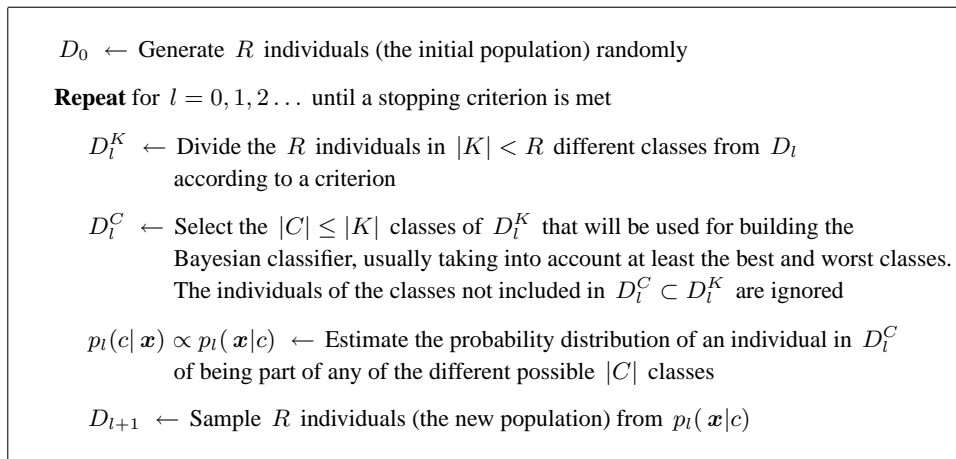 D_0 ← Generate R individuals (the initial population) randomly
Repeat for l = 0, 1, 2 . . . until a stopping criterion is met
D_l^K ← Divide the R individuals in |K| < R different classes from D_l
according to a criterion
D_l^C ← Select the |C| ≤ |K| classes of D_l^K that will be used for building the
Bayesian classifier, usually taking into account at least the best and worst classes.
The individuals of the classes not included in D_l^C ⊂ D_l^K are ignored
p_l(c| x) ∝ p_l( x|c) ← Estimate the probability distribution of an individual in D_l^C
of being part of any of the different possible |C| classes
D_{l+1} ← Sample R individuals (the new population) from p_l( x|c)